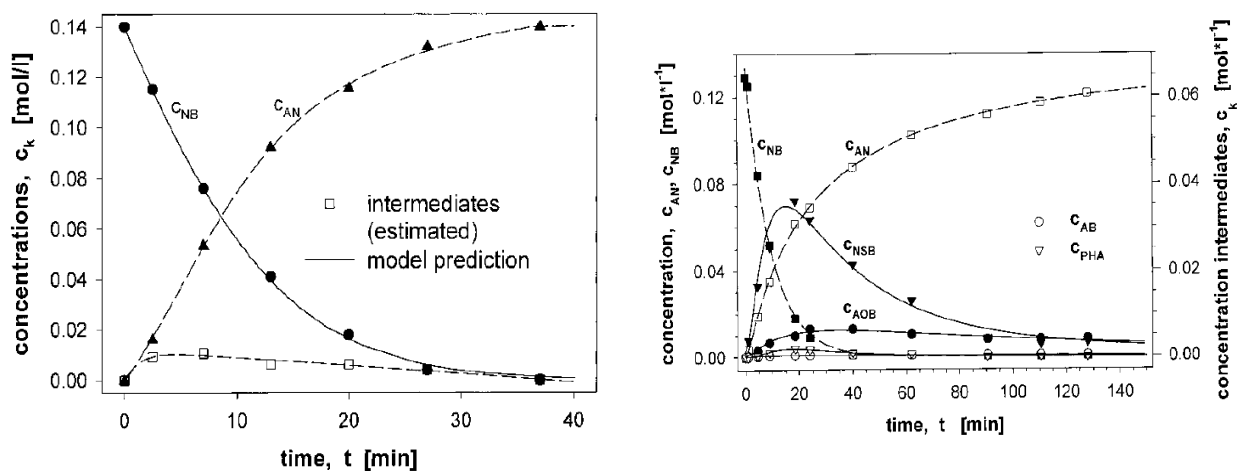 concentrations, c_k [mol/l]
0.14
0.12
0.10
0.08
0.06
0.04
0.02
0.00
c_NB
c_AN
intermediates
(estimated)
model prediction
0
10
20
30
40
time, t [min]
concentration, c_AN, c_NB [mol*l^-1]
0.12
0.08
0.04
0.00
c_NB
c_AN
c_NSB
c_AOB
c_AB
c_PHA
0.06
0.04
0.02
0.00
concentration intermediates, c_k [mol*l^-1]
0
20
40
60
80
100
120
140
time, t [min]